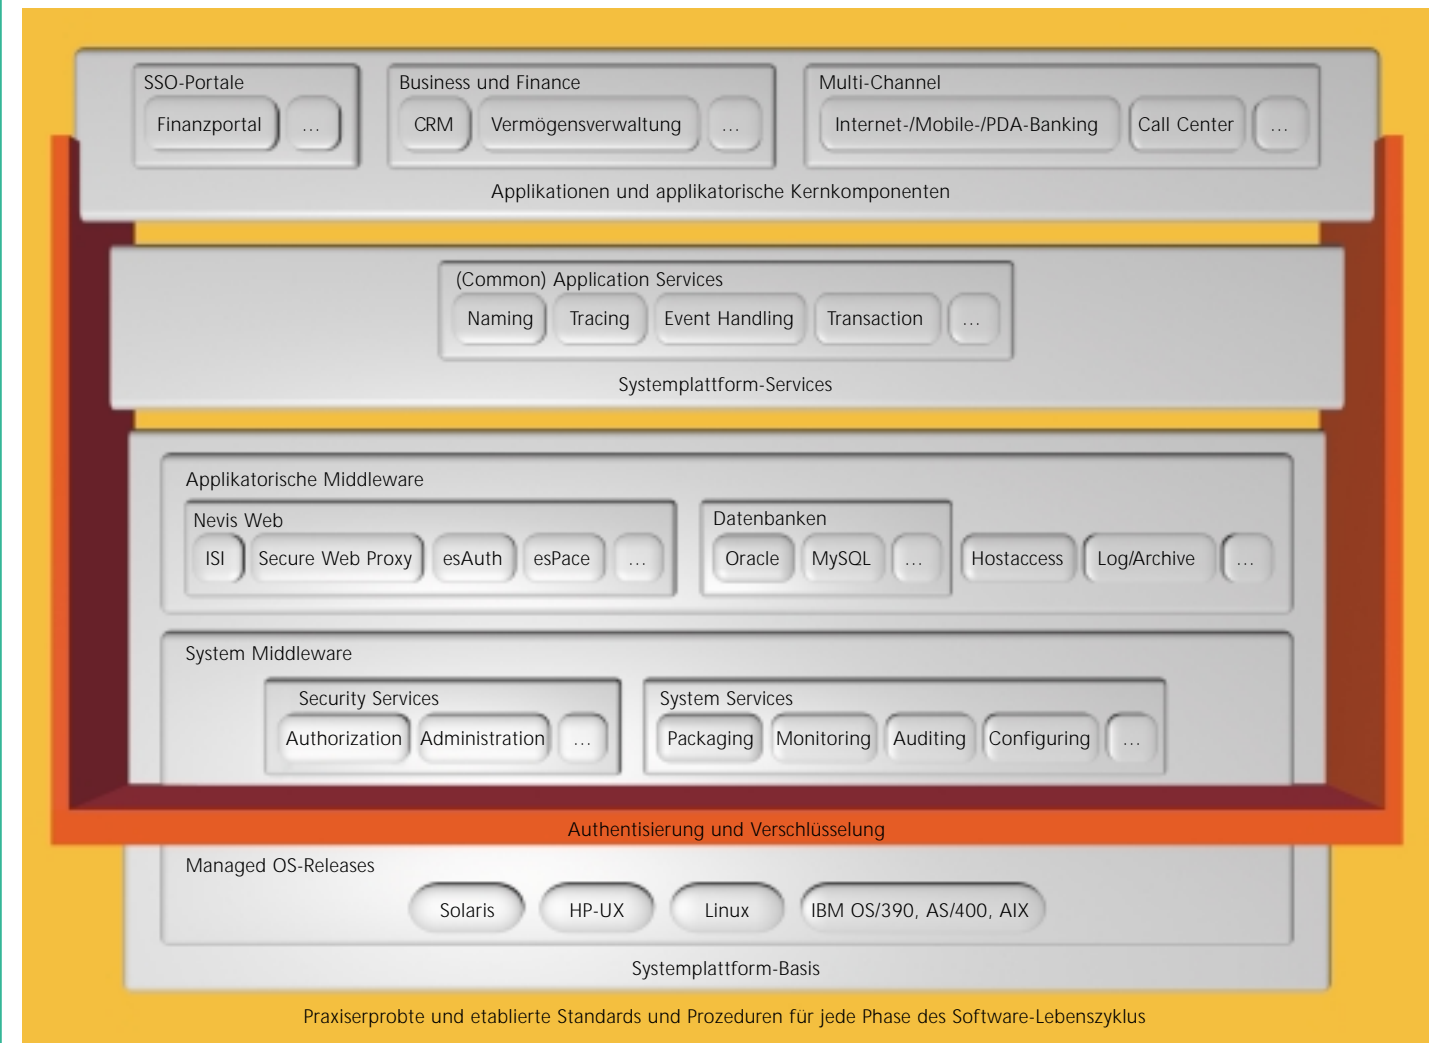 SSO-Portale
Finanzportal ...
Business und Finance
CRM Vermögensverwaltung ...
Multi-Channel
Internet-/Mobile-/PDA-Banking Call Center ...
Applikationen und applikatorische Kernkomponenten
(Common) Application Services
Naming Tracing Event Handling Transaction ...
Systemplattform-Services
Applikatorische Middleware
Nevis Web
ISI Secure Web Proxy esAuth esPace ...
Datenbanken
Oracle MySQL ...
Hostaccess Log/Archive ...
System Middleware
Security Services
Authorization Administration ...
System Services
Packaging Monitoring Auditing Configuring ...
Authentisierung und Verschlüsselung
Managed OS-Releases
Solaris HP-UX Linux IBM OS/390, AS/400, AIX
Systemplattform-Basis
Praxiserprobte und etablierte Standards und Prozeduren für jede Phase des Software-Lebenszyklus